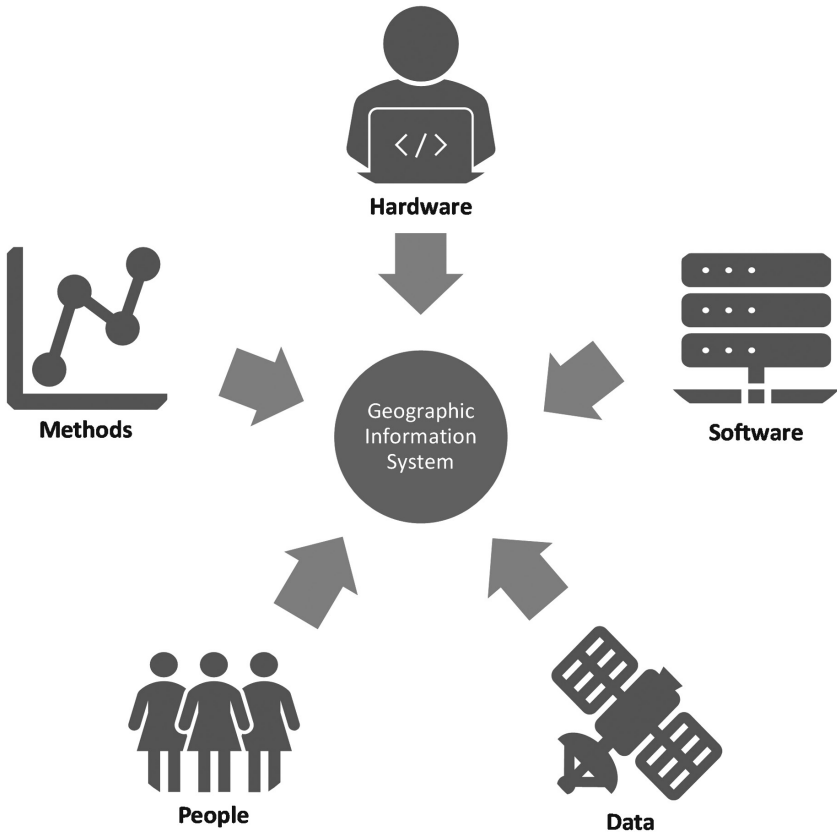 </>
Hardware
Methods
Software
Geographic
Information
System
People
Data